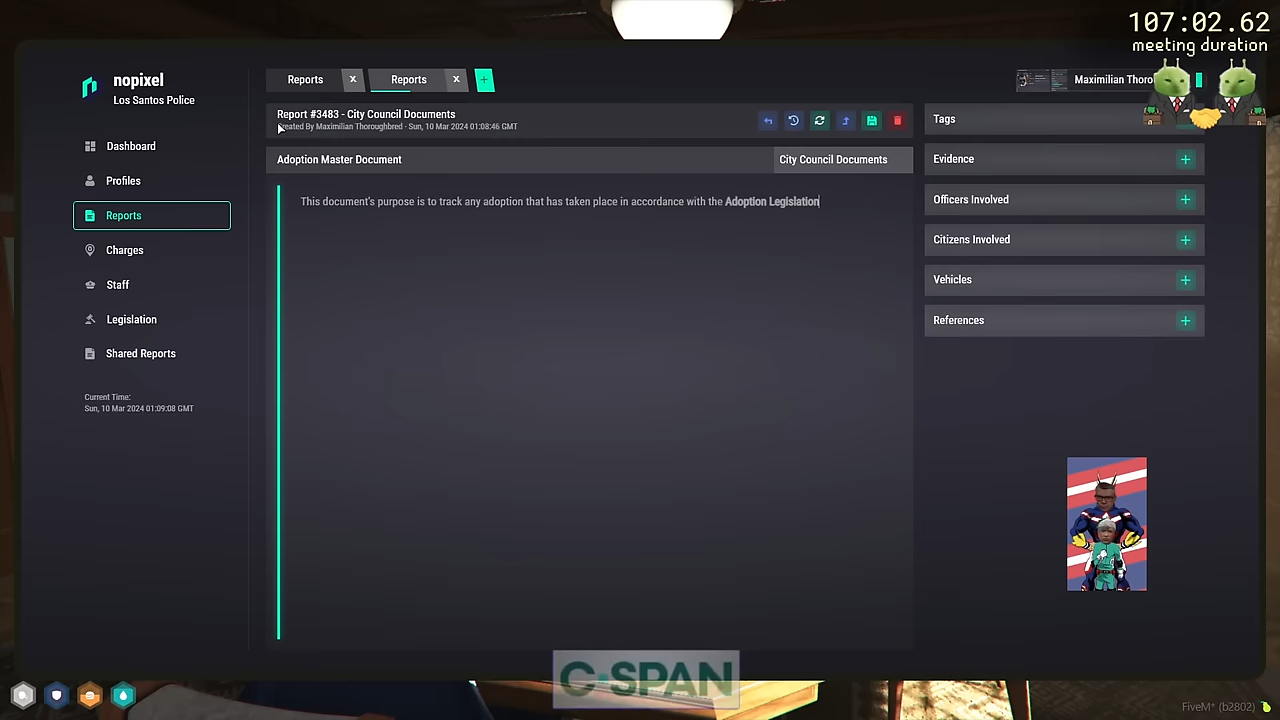 107:02.62
meeting duration
nopixel
Los Santos Police
Reports x
Reports x
+
Maximilian Thoro
Report #3483 - City Council Documents
Created By Maximilian Thoroughbred - Sun, 10 Mar 2024 01:08:46 GMT
Tags
Adoption Master Document
City Council Documents
Evidence
This document's purpose is to track any adoption that has taken place in accordance with the Adoption Legislation
Officers Involved
Citizens Involved
Vehicles
References
Dashboard
Profiles
Reports
Charges
Staff
Legislation
Shared Reports
Current Time:
Sun, 10 Mar 2024 01:09:08 GMT
C-SPAN
FiveM* (b2802)